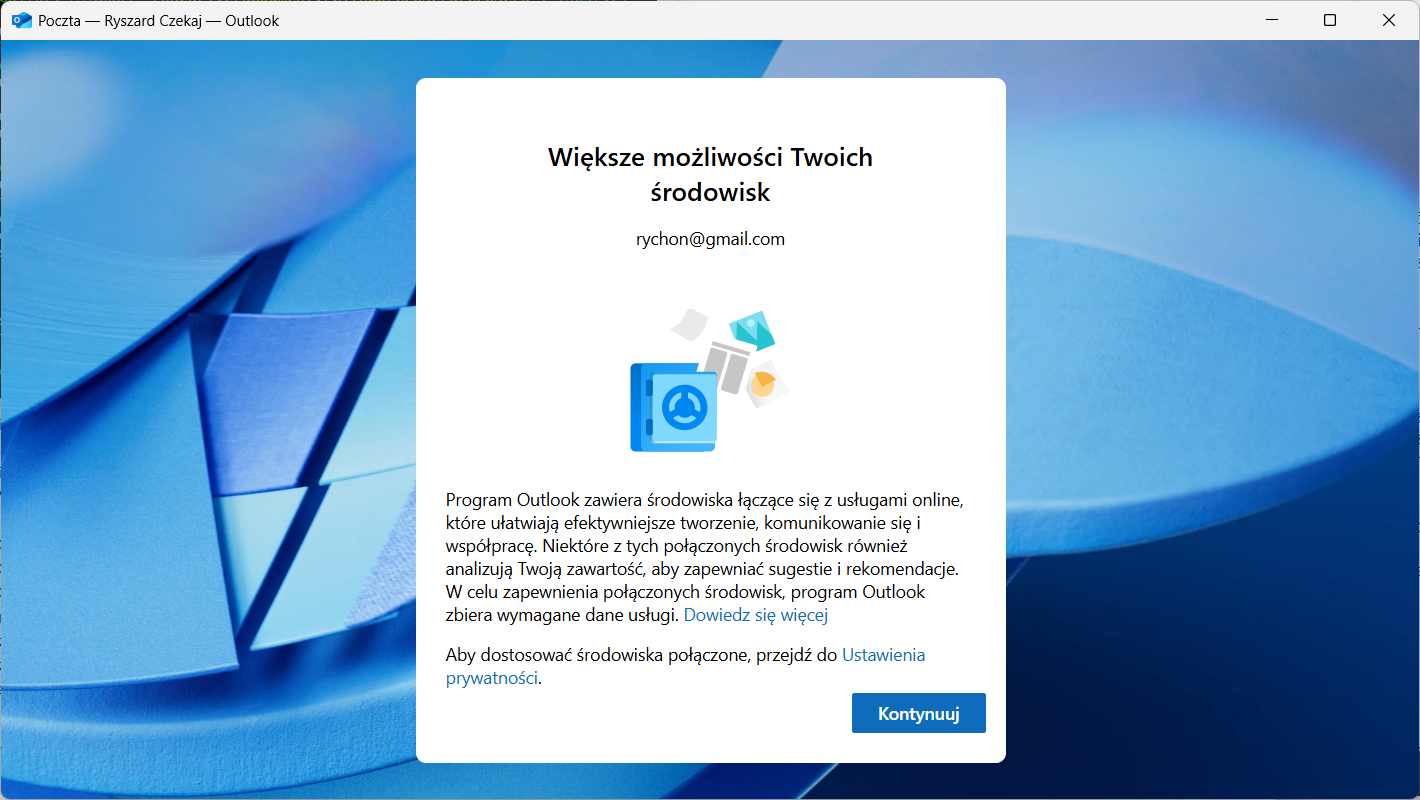 Poczta — Ryszard Czekaj — Outlook
Większe możliwości Twoich
środowisk
rychon@gmail.com
Program Outlook zawiera środowiska łączące się z usługami online,
które ułatwiają efektywniejsze tworzenie, komunikowanie się i
współpracę. Niektóre z tych połączonych środowisk również
analizują Twoją zawartość, aby zapewniać sugestie i rekomendacje.
W celu zapewnienia połączonych środowisk, program Outlook
zbiera wymagane dane usługi. Dowiedz się więcej
Aby dostosować środowiska połączone, przejdź do Ustawienia
prywatności.
Kontynuuj